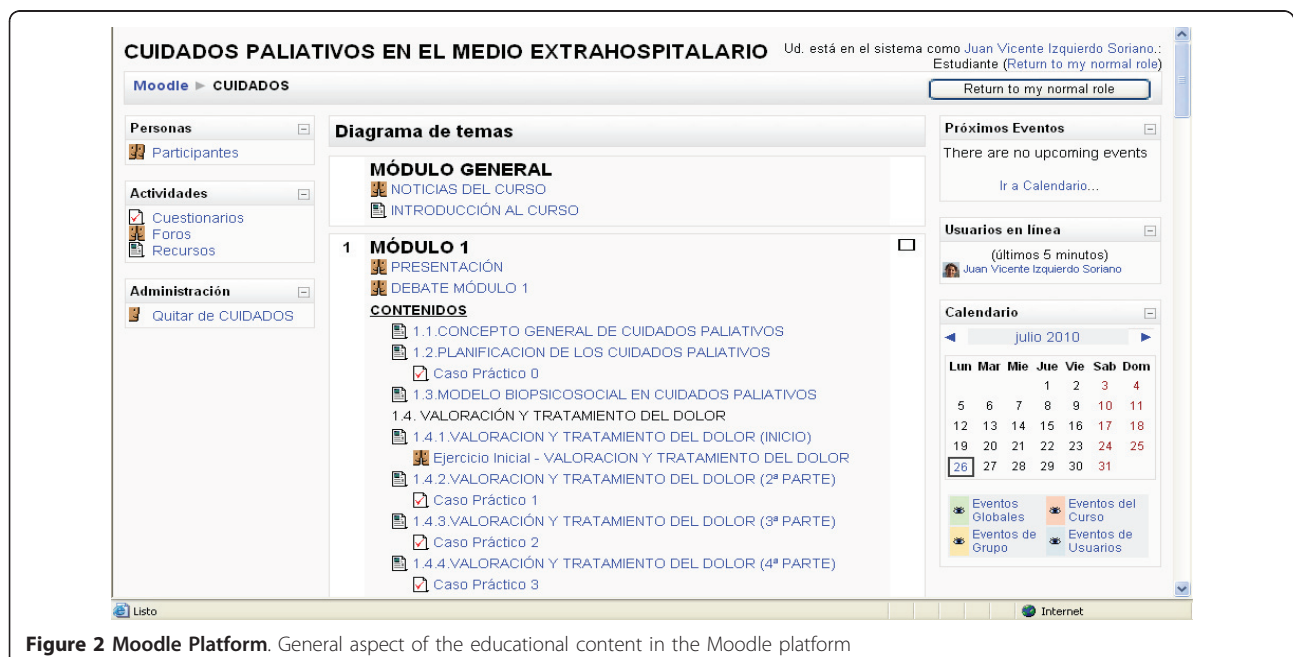 CUIDADOS PALIATIVOS EN EL MEDIO EXTRAHOSPITALARIO
Ud. está en el sistema como Juan Vicente Izquierdo Soriano.:
Estudiante (Return to my normal role)
Moodle ► CUIDADOS
Return to my normal role
Personas
Participantes
Actividades
Cuestionarios
Foros
Recursos
Administración
Quitar de CUIDADOS
Diagrama de temas
MÓDULO GENERAL
NOTICIAS DEL CURSO
INTRODUCCIÓN AL CURSO
1 MÓDULO 1
PRESENTACIÓN
DEBATE MÓDULO 1
CONTENIDOS
1.1.CONCEPTO GENERAL DE CUIDADOS PALIATIVOS
1.2.PLANIFICACION DE LOS CUIDADOS PALIATIVOS
Caso Práctico 0
1.3.MODELO BIOPSICOSOCIAL EN CUIDADOS PALIATIVOS
1.4. VALORACIÓN Y TRATAMIENTO DEL DOLOR
1.4.1.VALORACION Y TRATAMIENTO DEL DOLOR (INICIO)
Ejercicio Inicial - VALORACION Y TRATAMIENTO DEL DOLOR
1.4.2.VALORACION Y TRATAMIENTO DEL DOLOR (2ª PARTE)
Caso Práctico 1
1.4.3.VALORACIÓN Y TRATAMIENTO DEL DOLOR (3ª PARTE)
Caso Práctico 2
1.4.4.VALORACIÓN Y TRATAMIENTO DEL DOLOR (4ª PARTE)
Caso Práctico 3
Próximos Eventos
There are no upcoming events
Ir a Calendario...
Usuarios en línea
(últimos 5 minutos)
Juan Vicente Izquierdo Soriano
Calendario
◄ julio 2010 ►
Lun Mar Mie Jue Vie Sab Dom
1 2 3 4
5 6 7 8 9 10 11
12 13 14 15 16 17 18
19 20 21 22 23 24 25
26 27 28 29 30 31
Eventos Globales
Eventos del Curso
Eventos de Grupo
Eventos de Usuarios
Listo
Internet
Figure 2 Moodle Platform. General aspect of the educational content in the Moodle platform